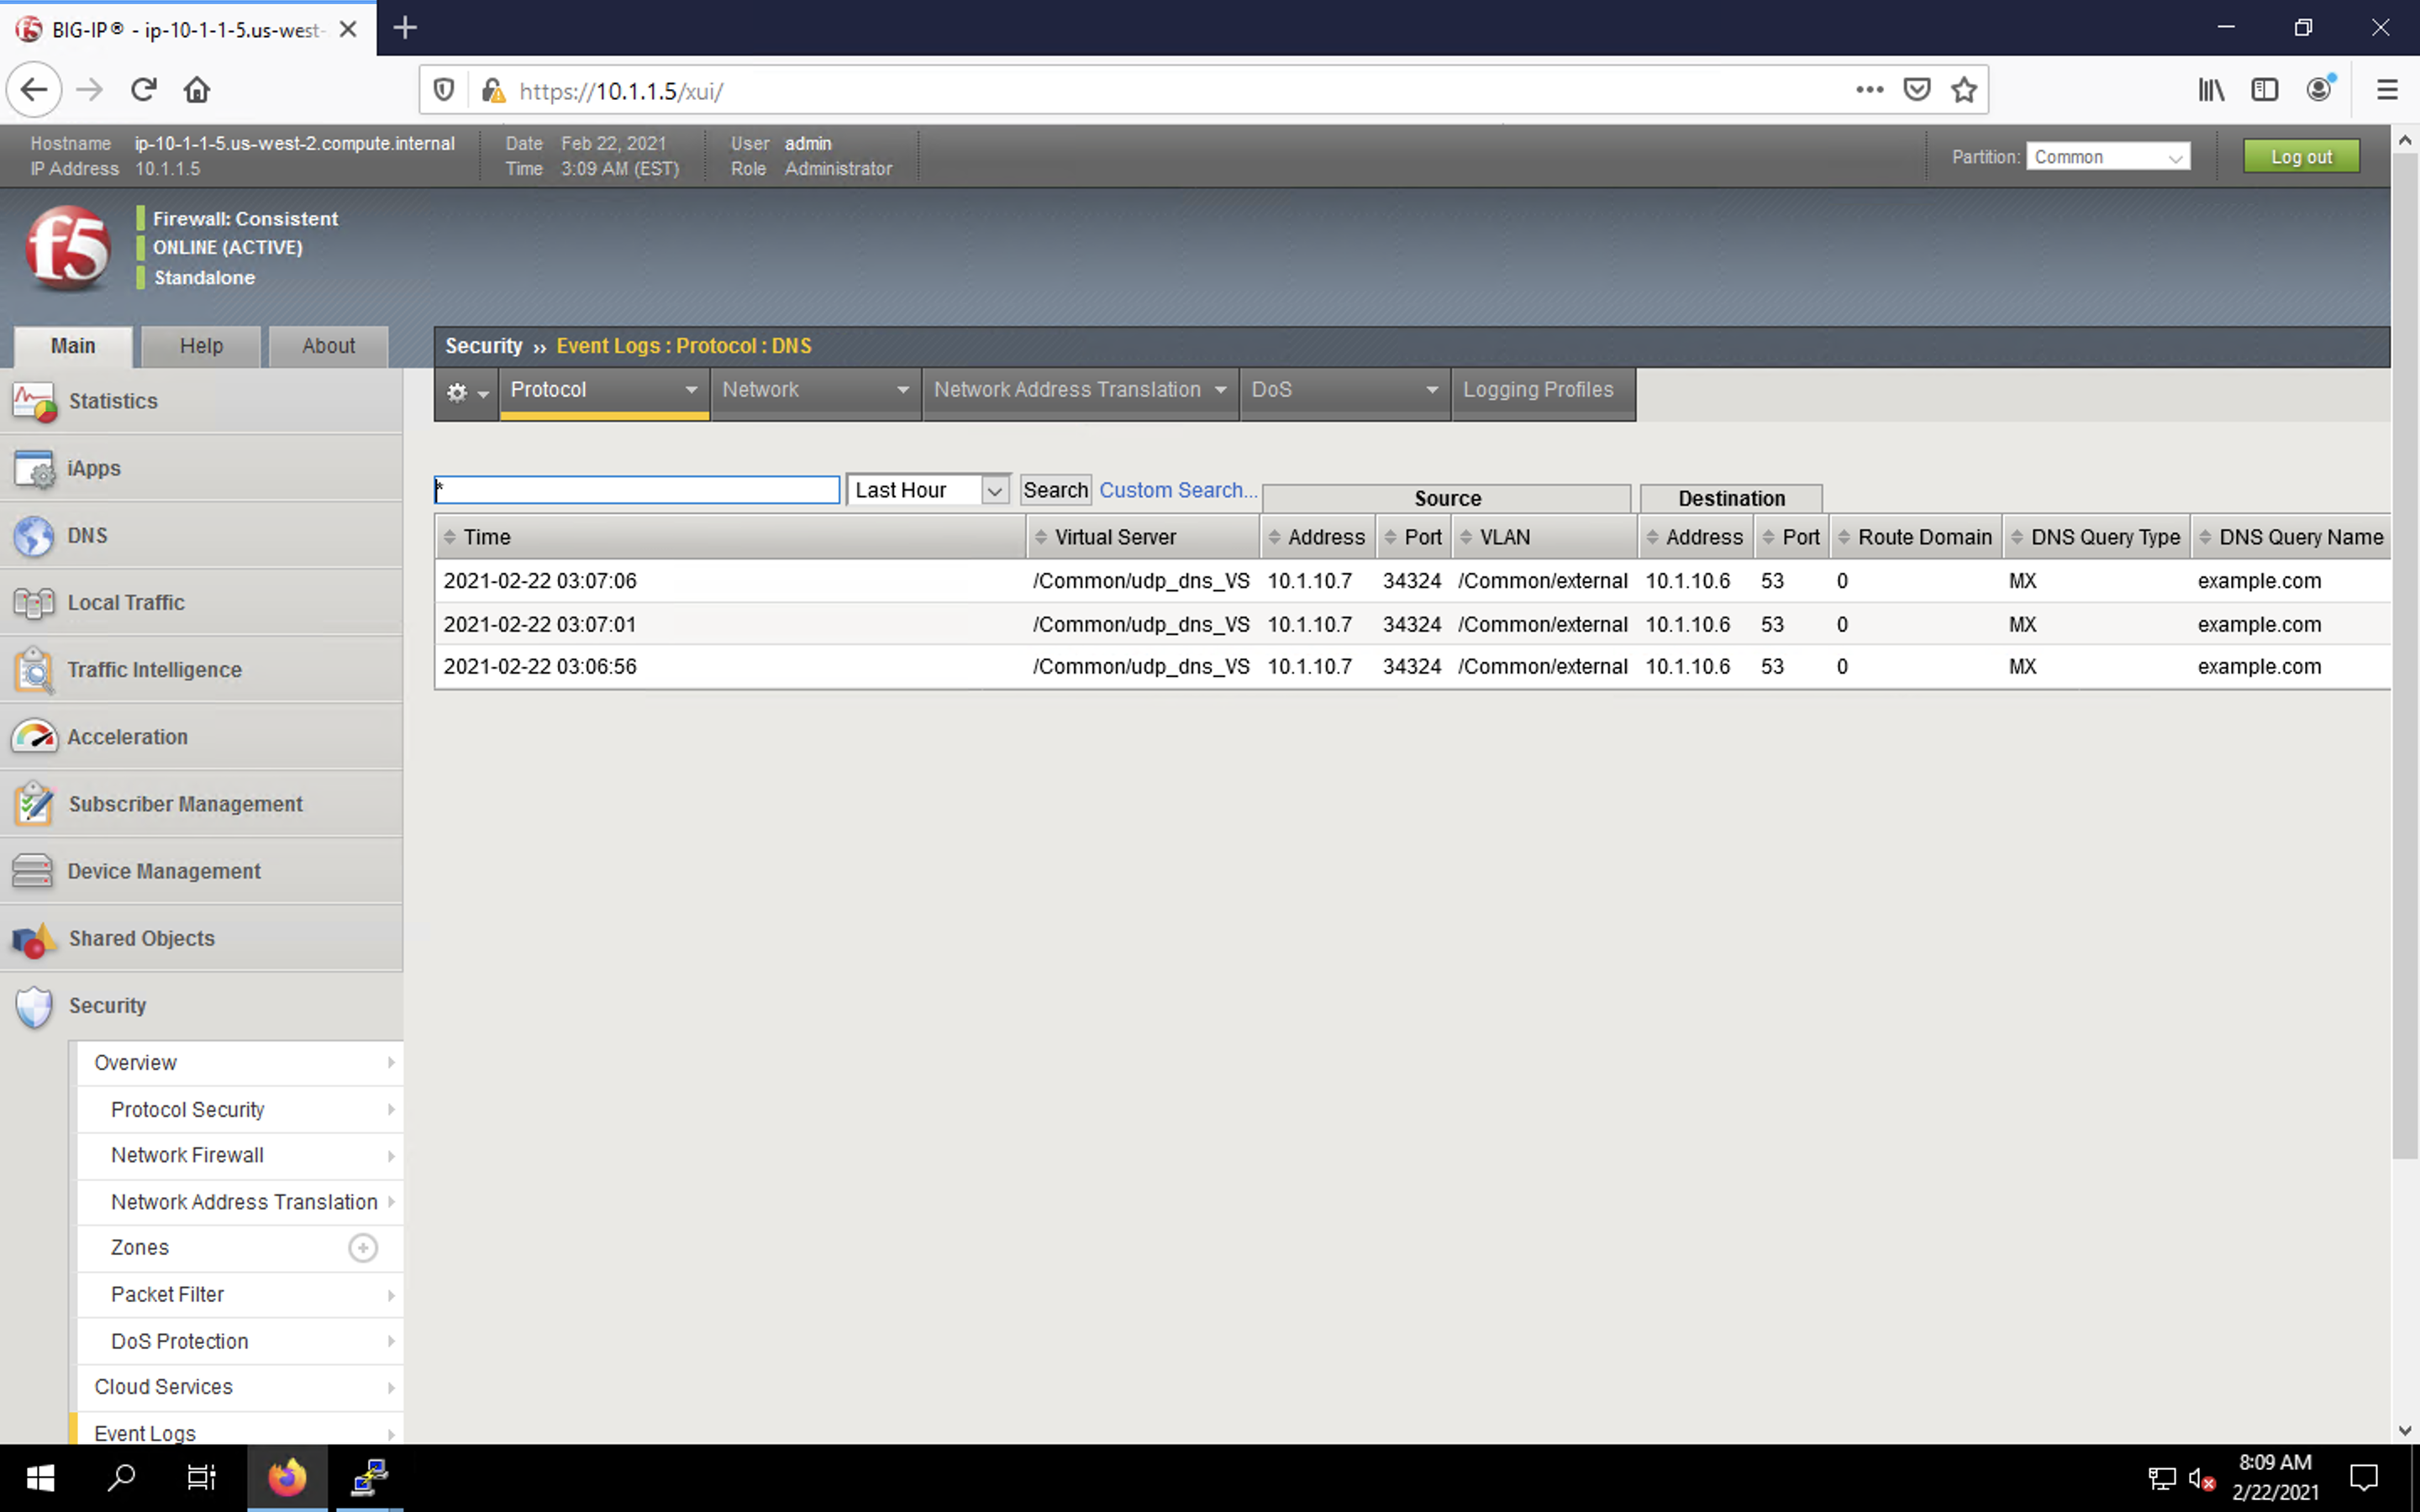 BIG-IP® - ip-10-1-1-5.us-west-
https://10.1.1.5/xui/
Hostname ip-10-1-1-5.us-west-2.compute.internal Date Feb 22, 2021 User admin
IP Address 10.1.1.5 Time 3:09 AM (EST) Role Administrator
Partition: Common Log out
f5
Firewall: Consistent
ONLINE (ACTIVE)
Standalone
Main Help About
Security ›› Event Logs : Protocol : DNS
Protocol Network Network Address Translation DoS Logging Profiles
Statistics
iApps
DNS
Local Traffic
Traffic Intelligence
Acceleration
Subscriber Management
Device Management
Shared Objects
Security
Overview
Protocol Security
Network Firewall
Network Address Translation
Zones
Packet Filter
DoS Protection
Cloud Services
Event Logs
* Last Hour Search Custom Search... Source Destination
Time Virtual Server Address Port VLAN Address Port Route Domain DNS Query Type DNS Query Name
2021-02-22 03:07:06 /Common/udp_dns_VS 10.1.10.7 34324 /Common/external 10.1.10.6 53 0 MX example.com
2021-02-22 03:07:01 /Common/udp_dns_VS 10.1.10.7 34324 /Common/external 10.1.10.6 53 0 MX example.com
2021-02-22 03:06:56 /Common/udp_dns_VS 10.1.10.7 34324 /Common/external 10.1.10.6 53 0 MX example.com
8:09 AM
2/22/2021